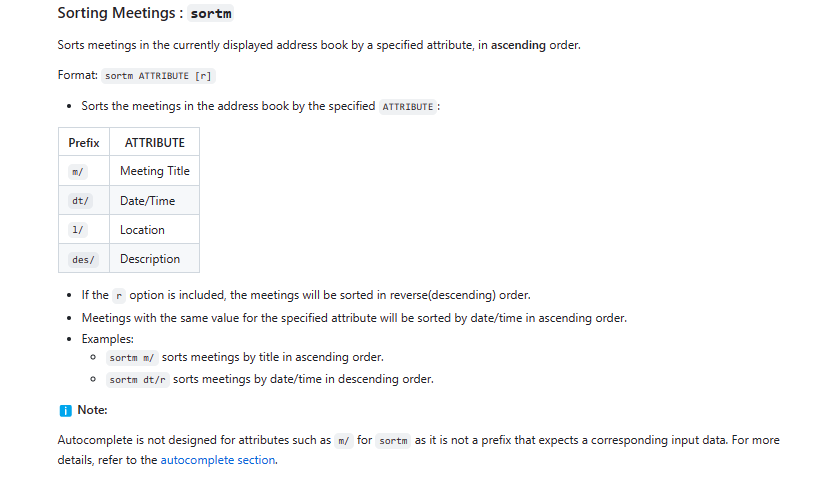 Sorting Meetings : sortm
Sorts meetings in the currently displayed address book by a specified attribute, in ascending order.
Format: sortm ATTRIBUTE [r]
• Sorts the meetings in the address book by the specified ATTRIBUTE :
Prefix ATTRIBUTE
m/ Meeting Title
dt/ Date/Time
l/ Location
des/ Description
• If the r option is included, the meetings will be sorted in reverse(descending) order.
• Meetings with the same value for the specified attribute will be sorted by date/time in ascending order.
• Examples:
○ sortm m/ sorts meetings by title in ascending order.
○ sortm dt/r sorts meetings by date/time in descending order.
ℹ Note:
Autocomplete is not designed for attributes such as m/ for sortm as it is not a prefix that expects a corresponding input data. For more
details, refer to the autocomplete section.